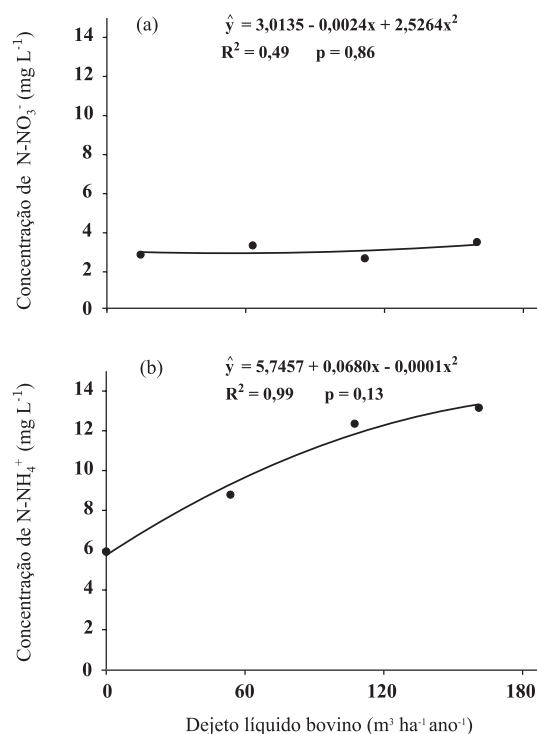 (a)
ŷ = 3,0135 - 0,0024x + 2,5264x²
R² = 0,49 p = 0,86
Concentração de N-NO₃⁻ (mg L⁻¹)
14
12
10
8
6
4
2
0
(b)
ŷ = 5,7457 + 0,0680x - 0,0001x²
R² = 0,99 p = 0,13
Concentração de N-NH₄⁺ (mg L⁻¹)
14
12
10
8
6
4
2
0
0 60 120 180
Dejeto líquido bovino (m³ ha⁻¹ ano⁻¹)